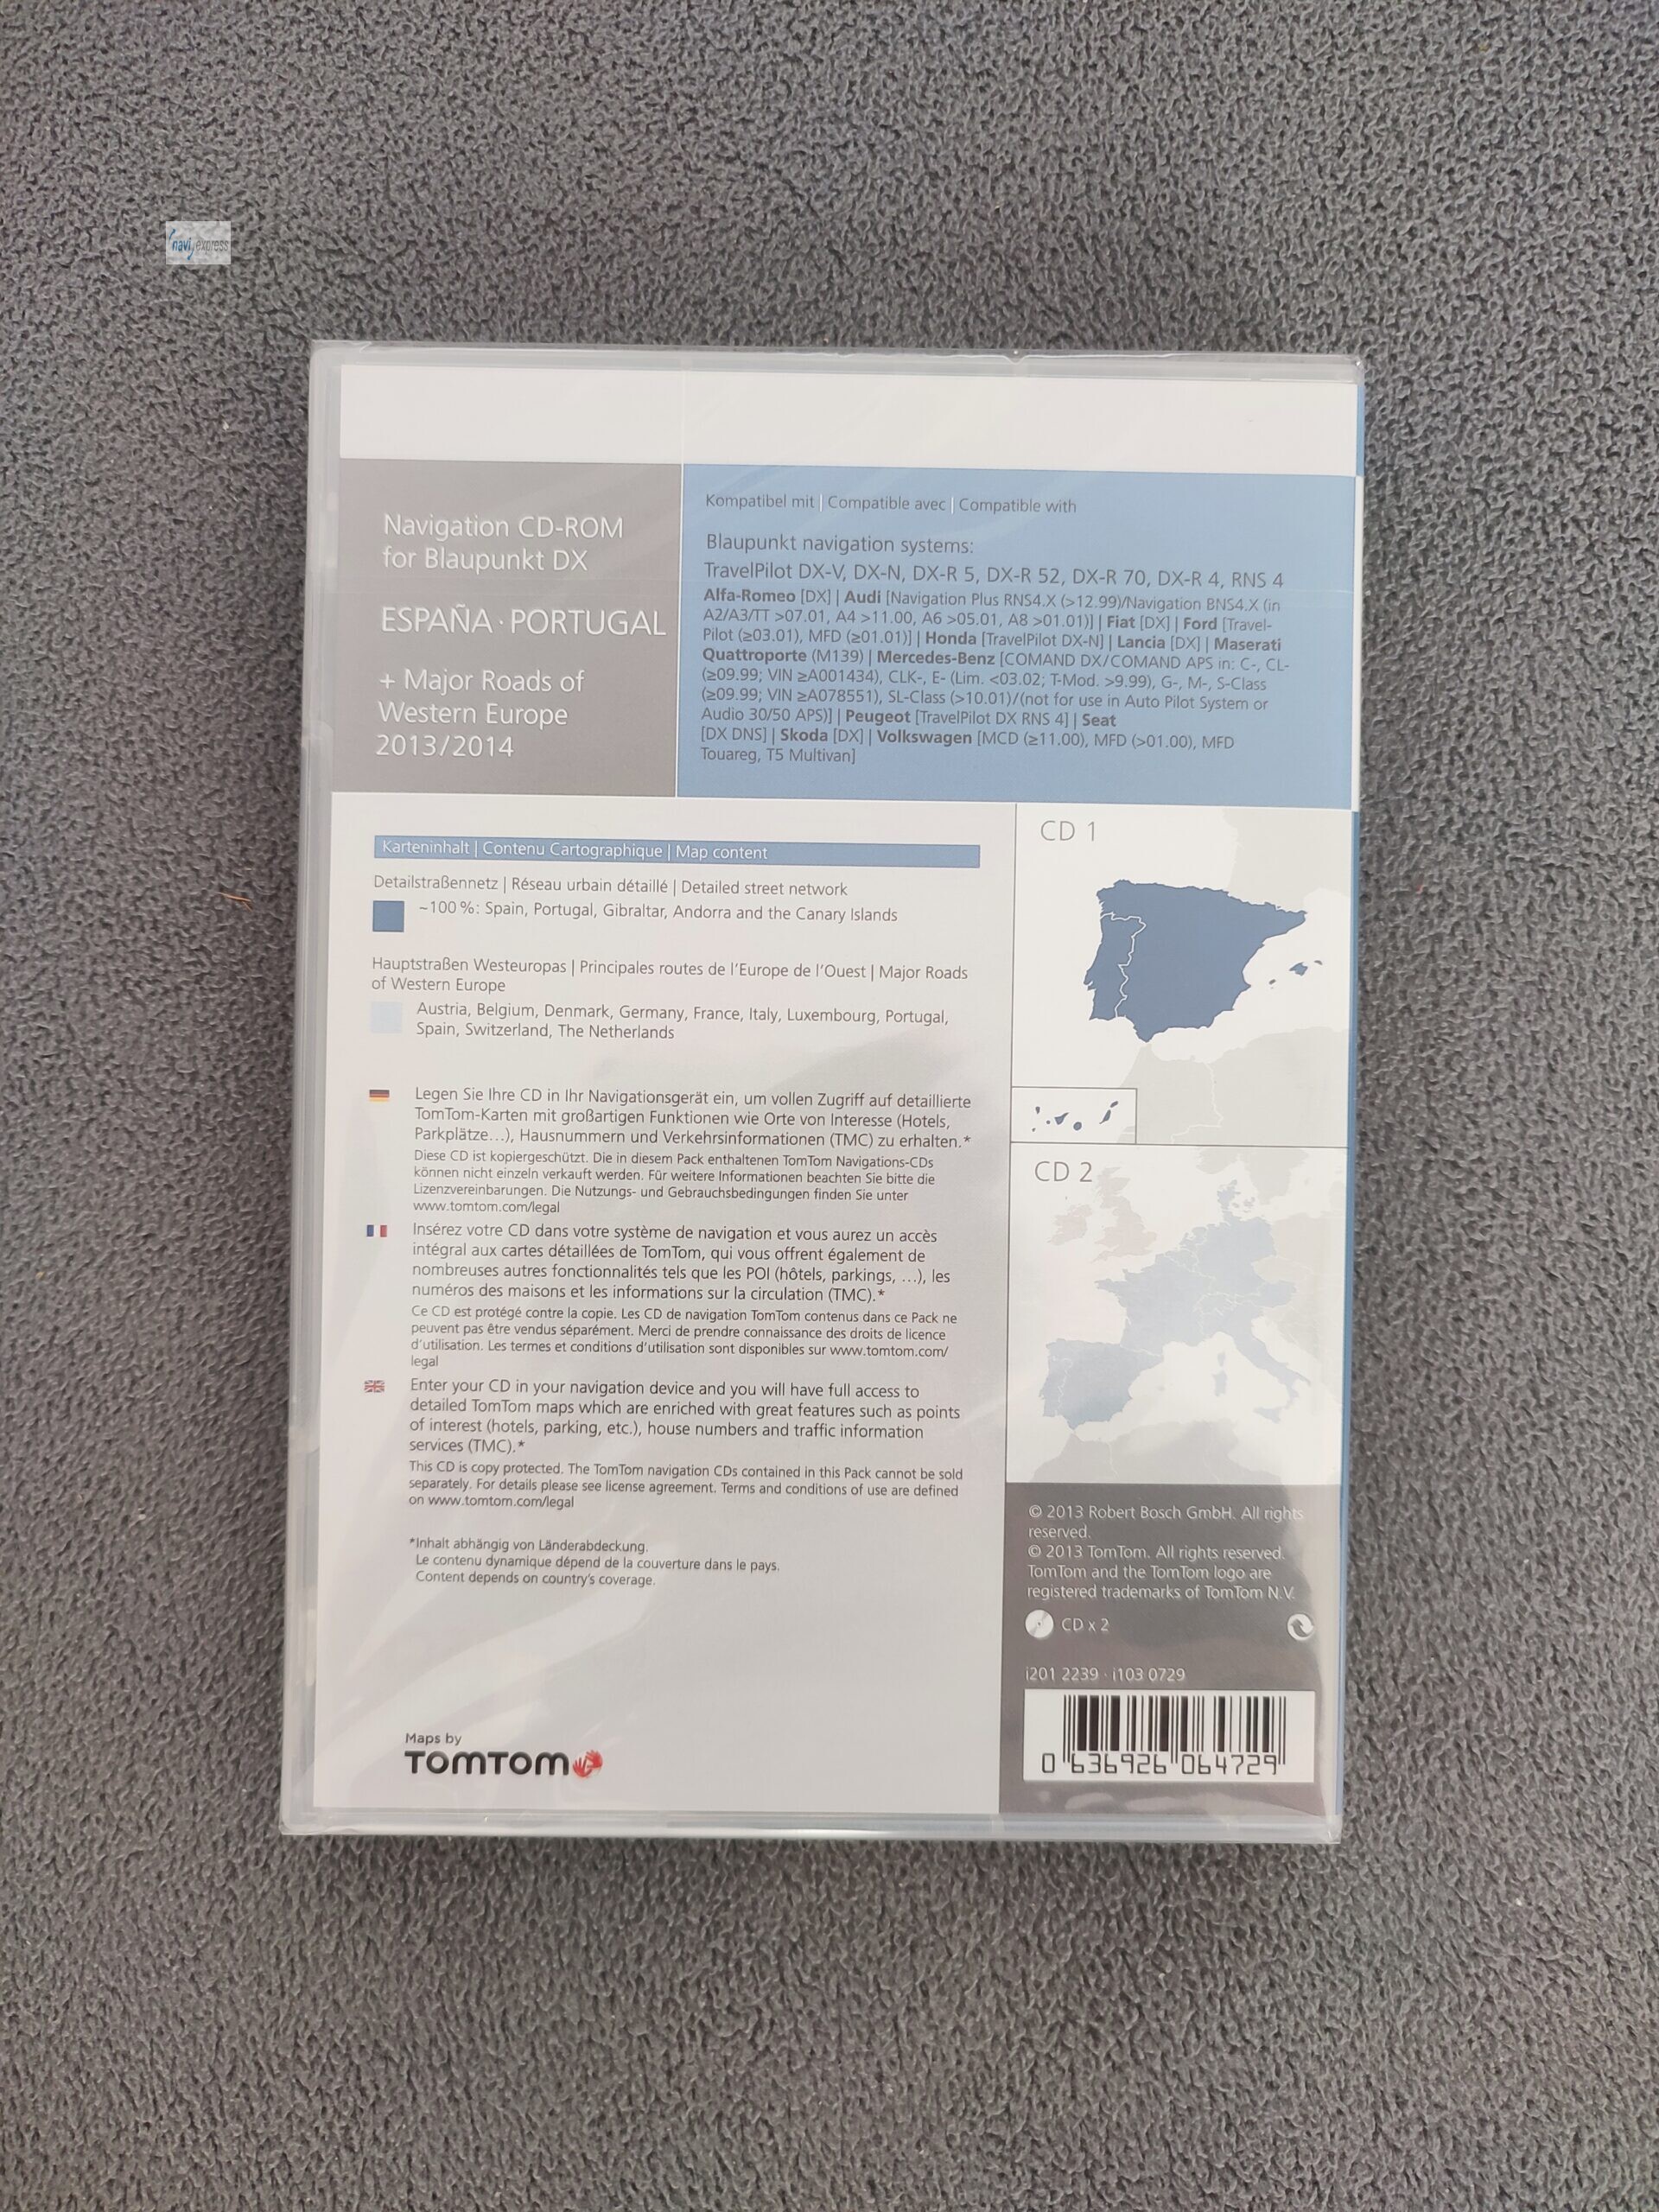 navi express
Navigation CD-ROM
for Blaupunkt DX
ESPAÑA · PORTUGAL
+ Major Roads of
Western Europe
2013/2014
Kompatibel mit | Compatible avec | Compatible with
Blaupunkt navigation systems:
TravelPilot DX-V, DX-N, DX-R 5, DX-R 52, DX-R 70, DX-R 4, RNS 4
Alfa-Romeo [DX] | Audi [Navigation Plus RNS4.X (>12.99)/Navigation BNS4.X (in
A2/A3/TT >07.01, A4 >11.00, A6 >05.01, A8 >01.01)] | Fiat [DX] | Ford [Travel-
Pilot (≥03.01), MFD (≥01.01)] | Honda [TravelPilot DX-N] | Lancia [DX] | Maserati
Quattroporte (M139) | Mercedes-Benz [COMAND DX/COMAND APS in: C-, CL-
(≥09.99; VIN ≥A001434), CLK-, E- (Lim. <03.02; T-Mod. >9.99), G-, M-, S-Class
(≥09.99; VIN ≥A078551), SL-Class (>10.01)/(not for use in Auto Pilot System or
Audio 30/50 APS)] | Peugeot [TravelPilot DX RNS 4] | Seat
[DX DNS] | Skoda [DX] | Volkswagen [MCD (≥11.00), MFD (>01.00), MFD
Touareg, T5 Multivan]
Karteninhalt | Contenu Cartographique | Map content
Detailstraßennetz | Réseau urbain détaillé | Detailed street network
~100 %: Spain, Portugal, Gibraltar, Andorra and the Canary Islands
Hauptstraßen Westeuropas | Principales routes de l'Europe de l'Ouest | Major Roads
of Western Europe
Austria, Belgium, Denmark, Germany, France, Italy, Luxembourg, Portugal,
Spain, Switzerland, The Netherlands
Legen Sie Ihre CD in Ihr Navigationsgerät ein, um vollen Zugriff auf detaillierte
TomTom-Karten mit großartigen Funktionen wie Orte von Interesse (Hotels,
Parkplätze…), Hausnummern und Verkehrsinformationen (TMC) zu erhalten.*
Diese CD ist kopiergeschützt. Die in diesem Pack enthaltenen TomTom Navigations-CDs
können nicht einzeln verkauft werden. Für weitere Informationen beachten Sie bitte die
Lizenzvereinbarungen. Die Nutzungs- und Gebrauchsbedingungen finden Sie unter
www.tomtom.com/legal
Insérez votre CD dans votre système de navigation et vous aurez un accès
intégral aux cartes détaillées de TomTom, qui vous offrent également de
nombreuses autres fonctionnalités tels que les POI (hôtels, parkings, …), les
numéros des maisons et les informations sur la circulation (TMC).*
Ce CD est protégé contre la copie. Les CD de navigation TomTom contenus dans ce Pack ne
peuvent pas être vendus séparément. Merci de prendre connaissance des droits de licence
d'utilisation. Les termes et conditions d'utilisation sont disponibles sur www.tomtom.com/
legal
Enter your CD in your navigation device and you will have full access to
detailed TomTom maps which are enriched with great features such as points
of interest (hotels, parking, etc.), house numbers and traffic information
services (TMC).*
This CD is copy protected. The TomTom navigation CDs contained in this Pack cannot be sold
separately. For details please see license agreement. Terms and conditions of use are defined
on www.tomtom.com/legal
*Inhalt abhängig von Länderabdeckung.
Le contenu dynamique dépend de la couverture dans le pays.
Content depends on country's coverage.
Maps by
TOMTOM
CD 1
CD 2
© 2013 Robert Bosch GmbH. All rights
reserved.
© 2013 TomTom. All rights reserved.
TomTom and the TomTom logo are
registered trademarks of TomTom N.V.
CD x 2
i201 2239 · i103 0729
0 636926 064729